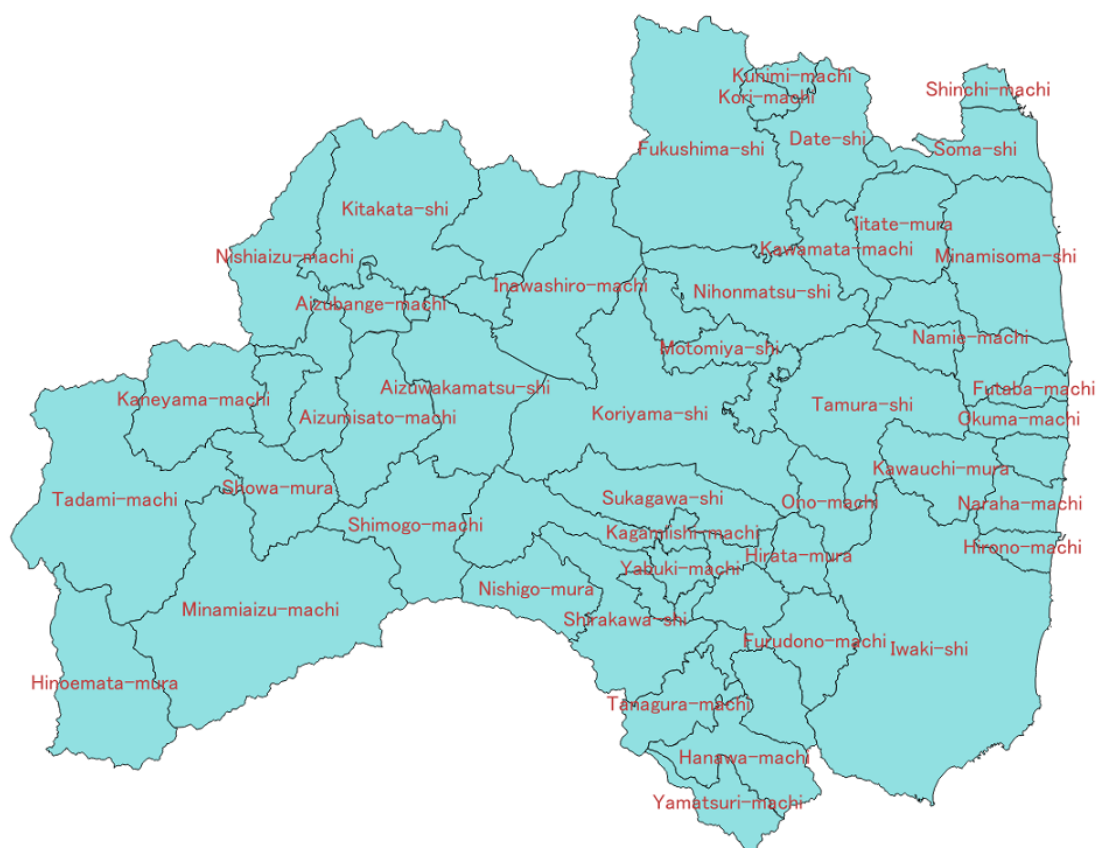 Kunimi-machi
Shinchi-machi
Kori-machi
Date-shi
Fukushima-shi
Soma-shi
Kitakata-shi
Iitate-mura
Kawamata-machi
Nishiaizu-machi
Minamisoma-shi
Inawashiro-machi
Nihonmatsu-shi
Aizubange-machi
Namie-machi
Motomiya-shi
Aizuwakamatsu-shi
Futaba-machi
Kaneyama-machi
Tamura-shi
Koriyama-shi
Aizumisato-machi
Okuma-machi
Kawauchi-mura
Showa-mura
Tadami-machi
Sukagawa-shi
Ono-machi
Naraha-machi
Shimogo-machi
Kagamiishi-machi
Hirono-machi
Hirata-mura
Yabuki-machi
Nishigo-mura
Minamiaizu-machi
Shirakawa-shi
Furudono-machi
Iwaki-shi
Hinoemata-mura
Tanagura-machi
Hanawa-machi
Yamatsuri-machi